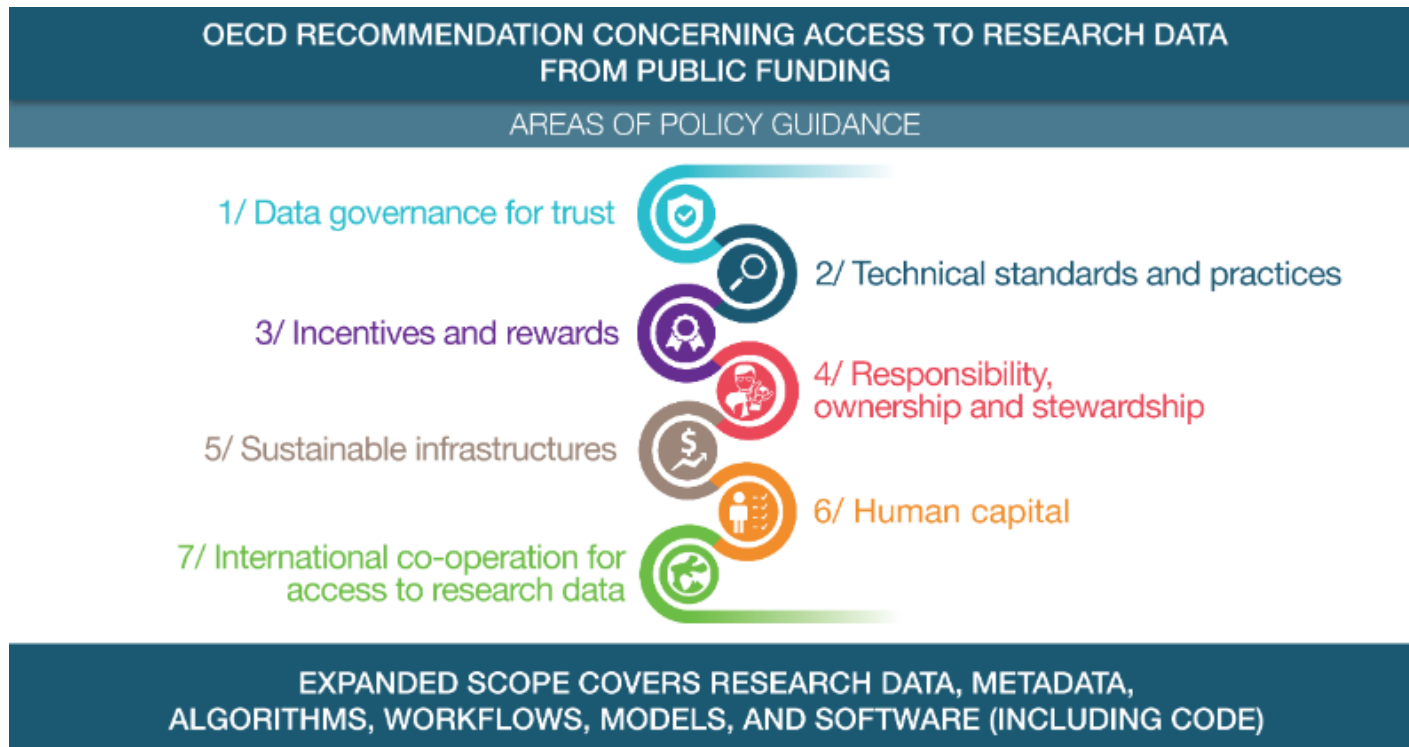 OECD RECOMMENDATION CONCERNING ACCESS TO RESEARCH DATA
FROM PUBLIC FUNDING
AREAS OF POLICY GUIDANCE
1/ Data governance for trust
2/ Technical standards and practices
3/ Incentives and rewards
4/ Responsibility,
ownership and stewardship
5/ Sustainable infrastructures
$
6/ Human capital
7/ International co-operation for
access to research data
EXPANDED SCOPE COVERS RESEARCH DATA, METADATA,
ALGORITHMS, WORKFLOWS, MODELS, AND SOFTWARE (INCLUDING CODE)